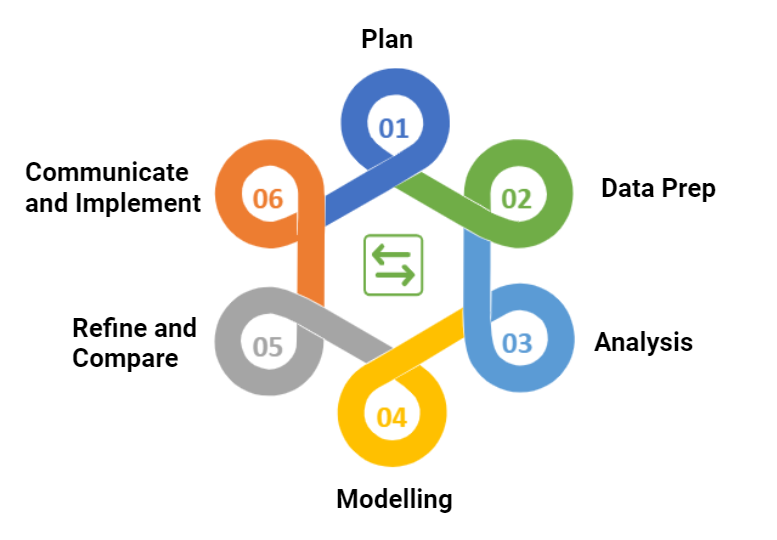 Plan
01
02
Data Prep
03
Analysis
04
Modelling
05
Refine and
Compare
06
Communicate
and Implement